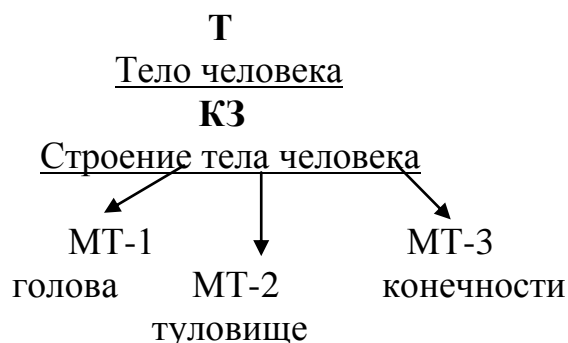 Т
Тело человека
КЗ
Строение тела человека
МТ-1
голова
МТ-2
туловище
МТ-3
конечности